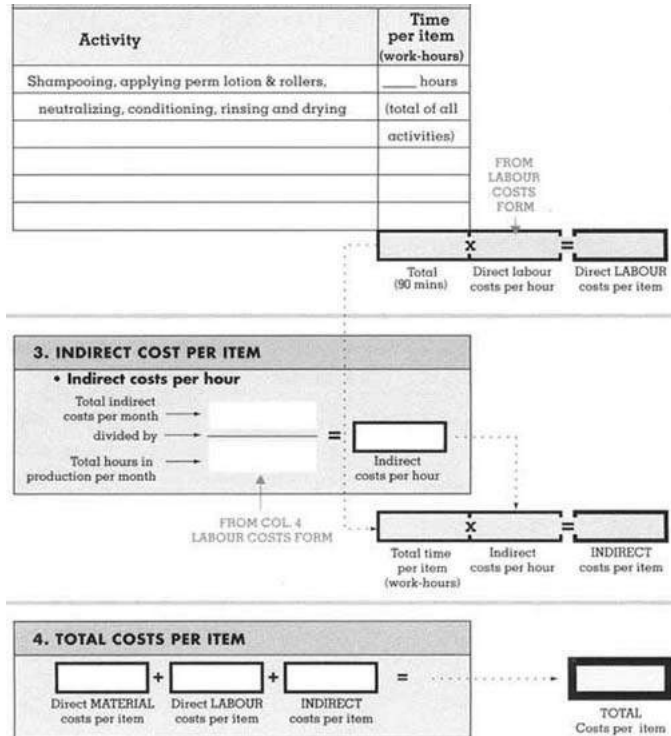 Activity
Time
per item
(work-hours)
Shampooing, applying perm lotion & rollers,
____ hours
neutralizing, conditioning, rinsing and drying
(total of all
activities)
FROM
LABOUR
COSTS
FORM
x
=
Total
(90 mins)
Direct labour
costs per hour
Direct LABOUR
costs per item
3. INDIRECT COST PER ITEM
• Indirect costs per hour
Total indirect
costs per month
divided by
Total hours in
production per month
=
Indirect
costs per hour
FROM COL. 4
LABOUR COSTS FORM
x
=
Total time
per item
(work-hours)
Indirect
costs per hour
INDIRECT
costs per item
4. TOTAL COSTS PER ITEM
+
+
=
Direct MATERIAL
costs per item
Direct LABOUR
costs per item
INDIRECT
costs per item
TOTAL
Costs per item